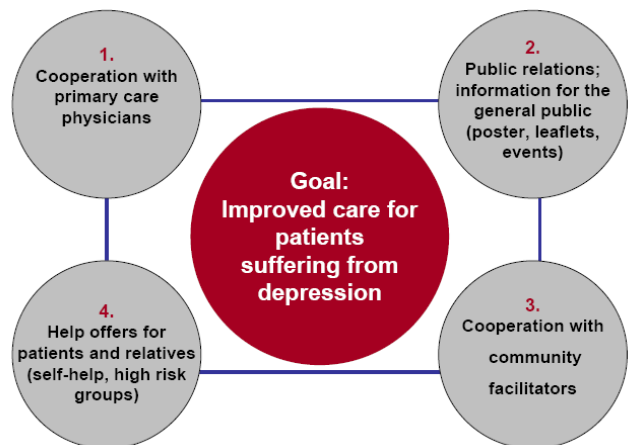 1.
Cooperation with
primary care
physicians
2.
Public relations;
information for the
general public
(poster, leaflets,
events)
Goal:
Improved care for
patients
suffering from
depression
4.
Help offers for
patients and relatives
(self-help, high risk
groups)
3.
Cooperation with
community
facilitators